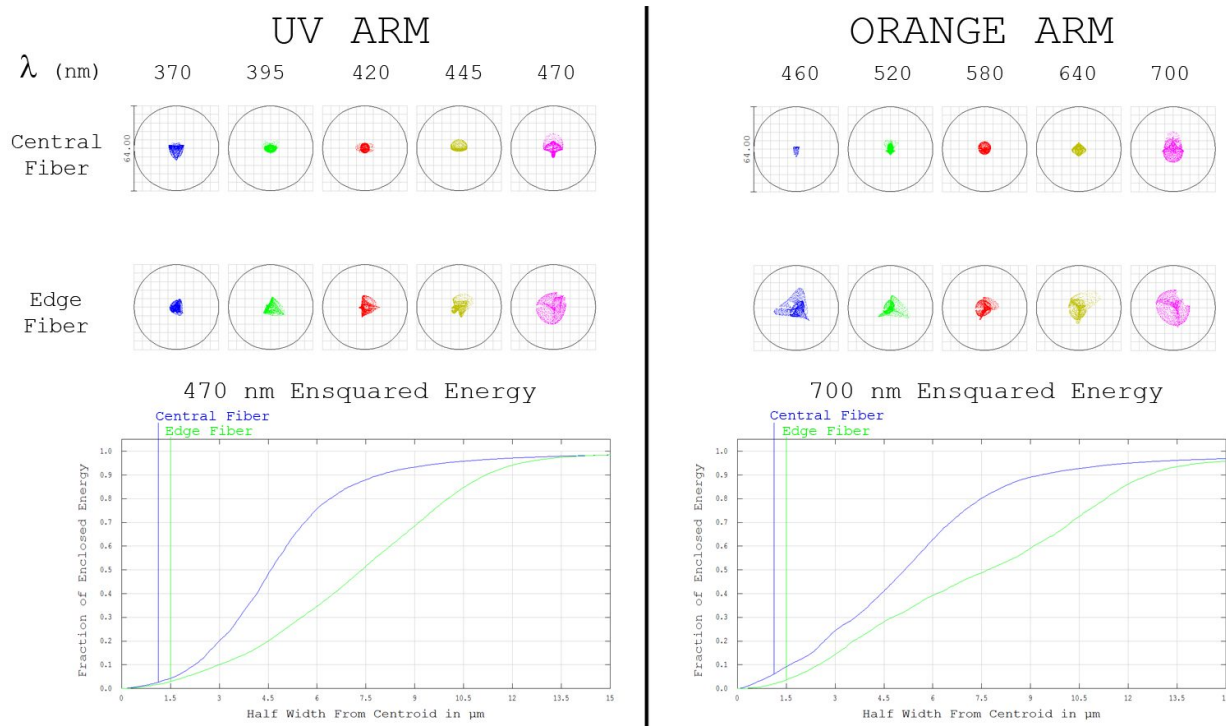 UV ARM
λ (nm) 370 395 420 445 470
Central Fiber
64.00
Edge Fiber
470 nm Ensquared Energy
Central Fiber
Edge Fiber
Fraction of Enclosed Energy
1.0
0.9
0.8
0.7
0.6
0.5
0.4
0.3
0.2
0.1
0.0
0 1.5 3 4.5 6 7.5 9 10.5 12 13.5 15
Half Width From Centroid in µm
ORANGE ARM
460 520 580 640 700
64.00
700 nm Ensquared Energy
Central Fiber
Edge Fiber
Fraction of Enclosed Energy
1.0
0.9
0.8
0.7
0.6
0.5
0.4
0.3
0.2
0.1
0.0
0 1.5 3 4.5 6 7.5 9 10.5 12 13.5 15
Half Width From Centroid in µm